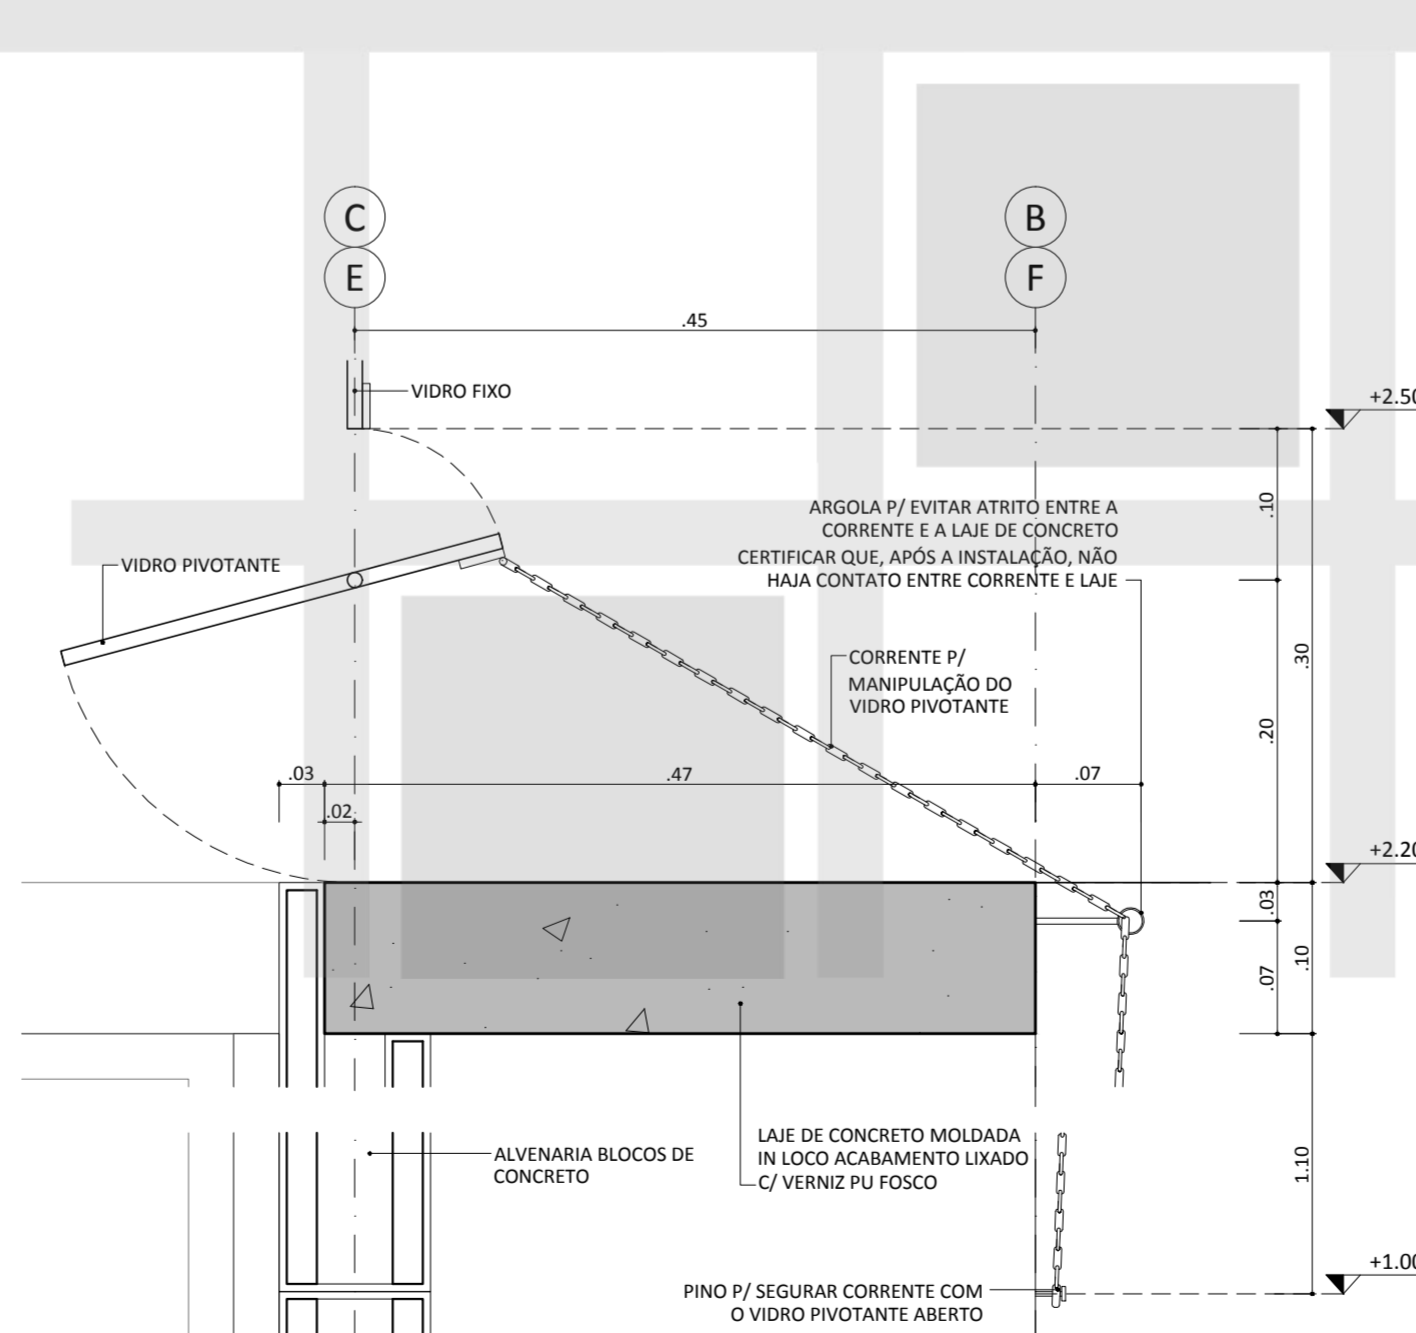 C
B
E
F
.45
VIDRO FIXO
+2.50
ARGOLA P/ EVITAR ATRITO ENTRE A
CORRENTE E A LAJE DE CONCRETO
CERTIFICAR QUE, APÓS A INSTALAÇÃO, NÃO
HAJA CONTATO ENTRE CORRENTE E LAJE
.10
VIDRO PIVOTANTE
CORRENTE P/
MANIPULAÇÃO DO
VIDRO PIVOTANTE
.30
.20
.03
.47
.07
.02
+2.20
.03
.10
.07
LAJE DE CONCRETO MOLDADA
IN LOCO ACABAMENTO LIXADO
C/ VERNIZ PU FOSCO
ALVENARIA BLOCOS DE
CONCRETO
1.10
+1.00
PINO P/ SEGURAR CORRENTE COM
O VIDRO PIVOTANTE ABERTO